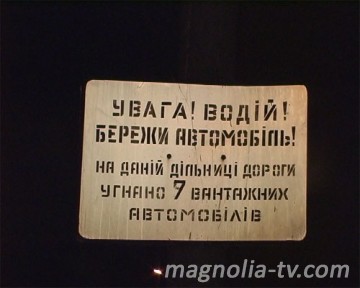 УВАГА! ВОДІЙ!
БЕРЕЖИ АВТОМОБІЛЬ!
НА ДАНІЙ ДІЛЬНИЦІ ДОРОГИ
УГНАНО 7 ВАНТАЖНИХ
АВТОМОБІЛІВ
magnolia-tv.com